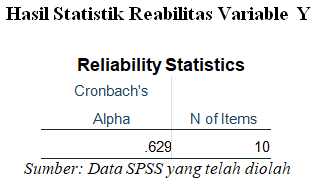 Hasil Statistik Reabilitas Variable Y
Reliability Statistics
Cronbach's
Alpha N of Items
.629 10
Sumber: Data SPSS yang telah diolah